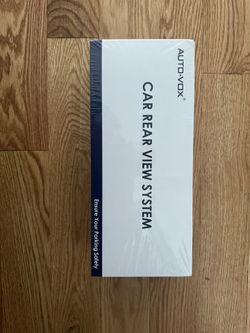 AUTO-VOX®
CAR REAR VIEW SYSTEM
Ensure Your Parking Safety